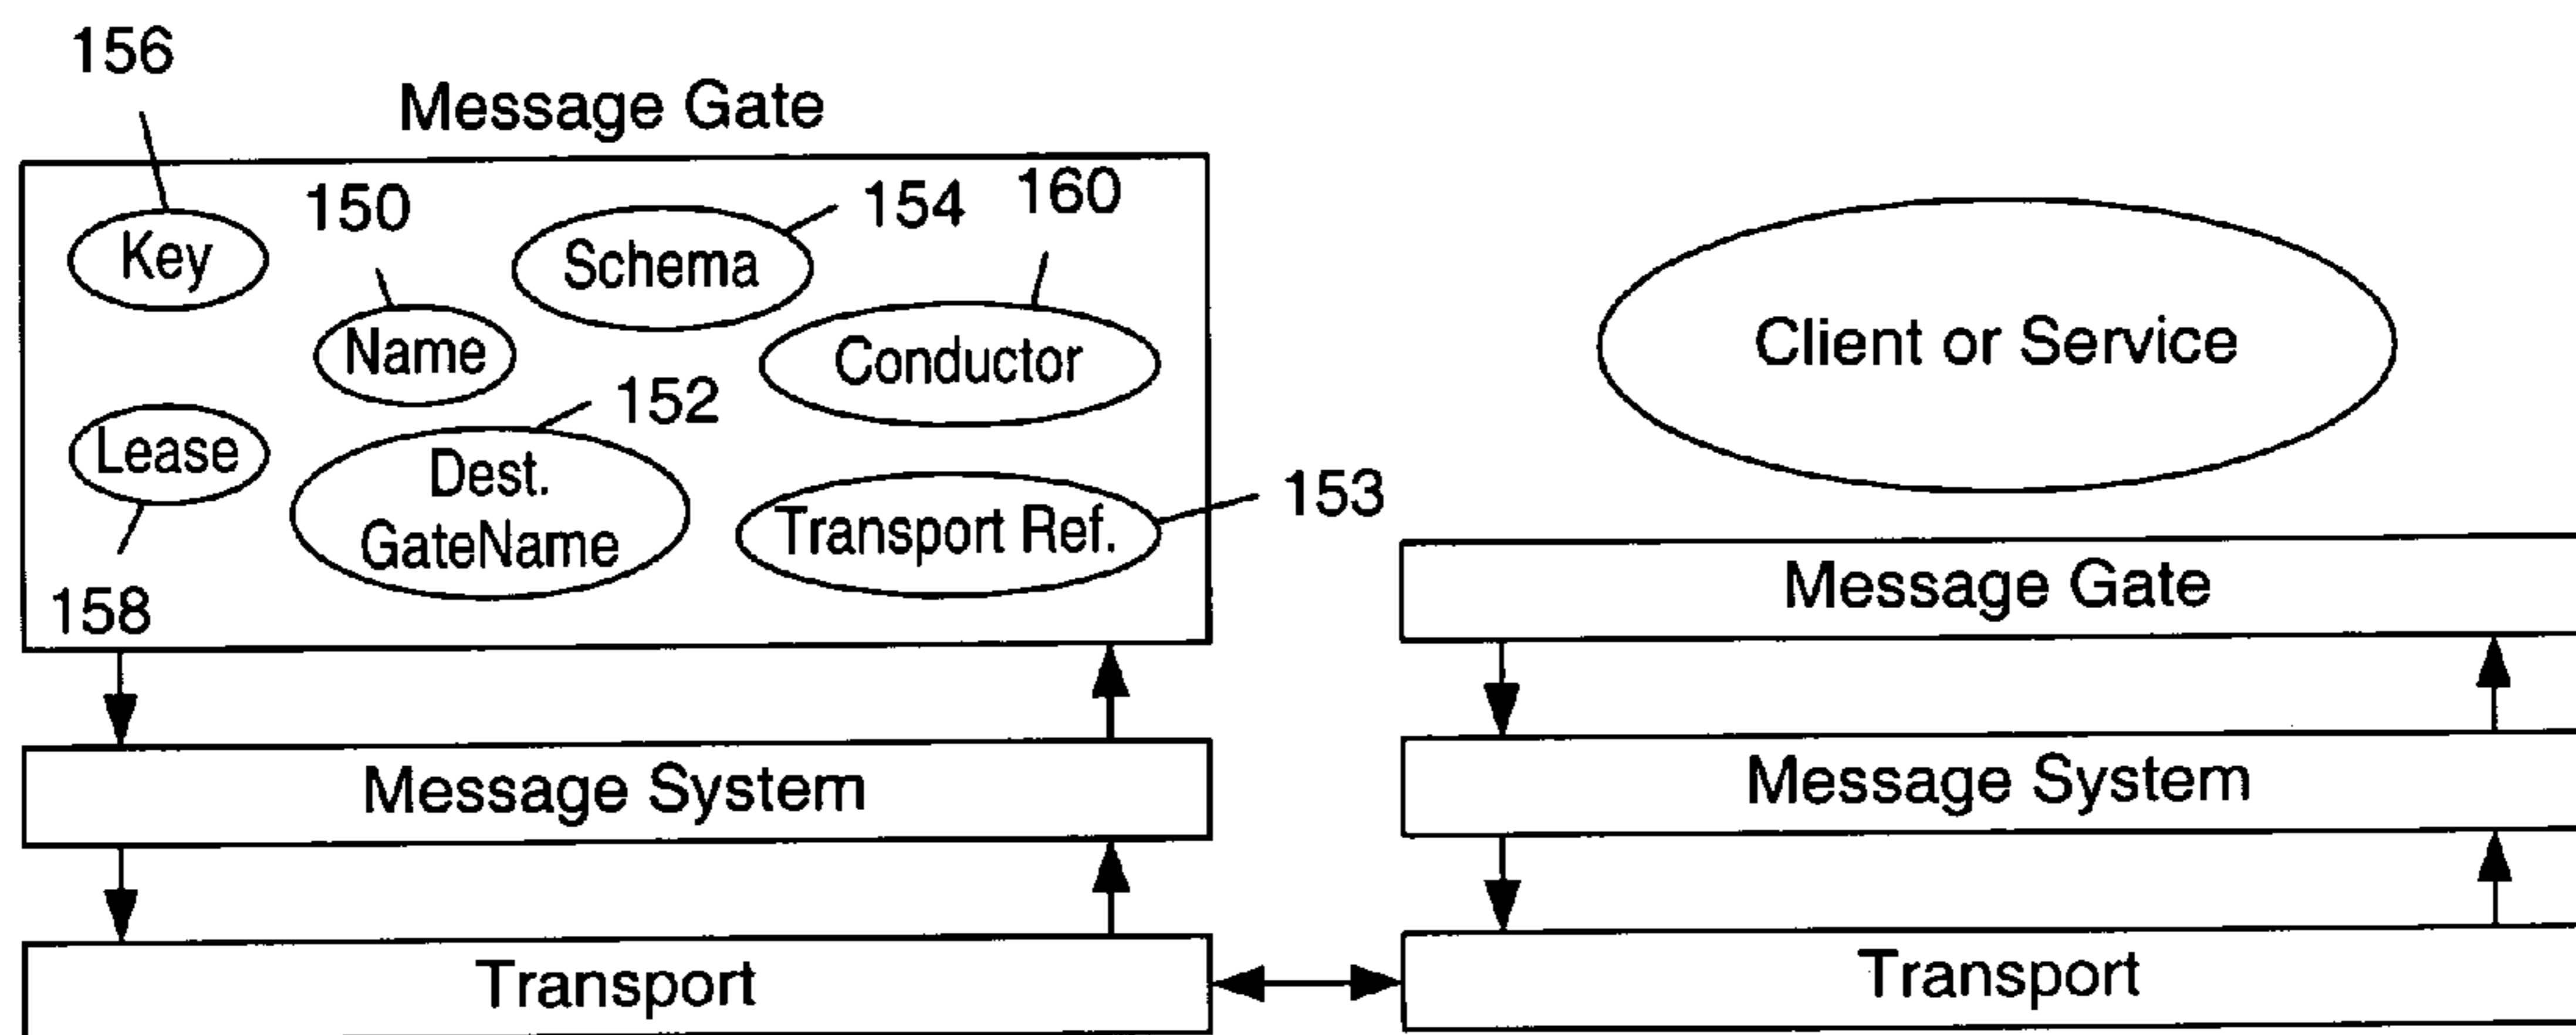 156
Message Gate
150
154
160
Key
Schema
Name
Conductor
Client or Service
152
Lease
Dest.
GateName
Transport Ref.
153
158
Message Gate
Message System
Message System
Transport
Transport